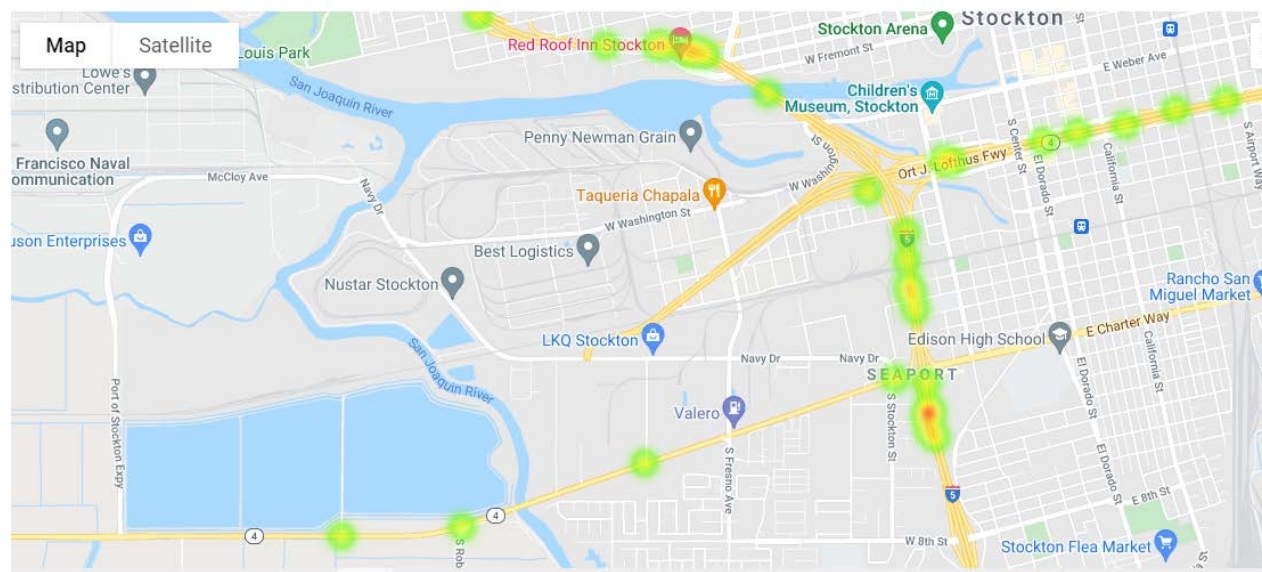 Map
Satellite
Louis Park
Red Roof Inn Stockton
Stockton Arena
Stockton
W Fremont St
E Weber Ave
Lowe's
stribution Center
San Joaquin River
Children's
Museum, Stockton
Francisco Naval
ommunication
McCloy Ave
Penny Newman Grain
W Washington St
Ort J. Lofthus Fwy
4
S Center St
El Dorado St
California St
S Airport Way
Navy Dr
Taqueria Chapala
W Washington St
uson Enterprises
Best Logistics
5
Nustar Stockton
Rancho San
Miguel Market
LKQ Stockton
Edison High School
E Charter Way
Navy Dr
Navy Dr
SEAPORT
San Joaquin River
Port of Stockton Expy
Valero
S Fresno Ave
S Stockton St
El Dorado St
California St
El Dorado St
5
E 8th St
4
4
S Rob
W 8th St
Stockton Flea Market